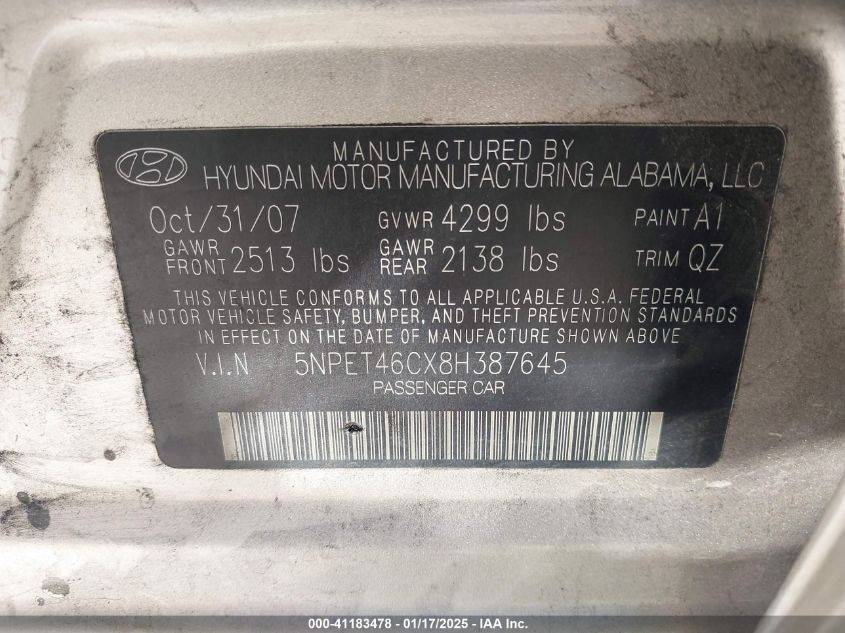 MANUFACTURED BY
HYUNDAI MOTOR MANUFACTURING ALABAMA, LLC
Oct/31/07 GVWR 4299 lbs PAINT A1
GAWR FRONT 2513 lbs GAWR REAR 2138 lbs TRIM QZ
THIS VEHICLE CONFORMS TO ALL APPLICABLE U.S.A. FEDERAL
MOTOR VEHICLE SAFETY, BUMPER, AND THEFT PREVENTION STANDARDS
IN EFFECT ON THE DATE OF MANUFACTURE SHOWN ABOVE
V.I.N 5NPET46CX8H387645
PASSENGER CAR
000-41183478 - 01/17/2025 - IAA Inc.